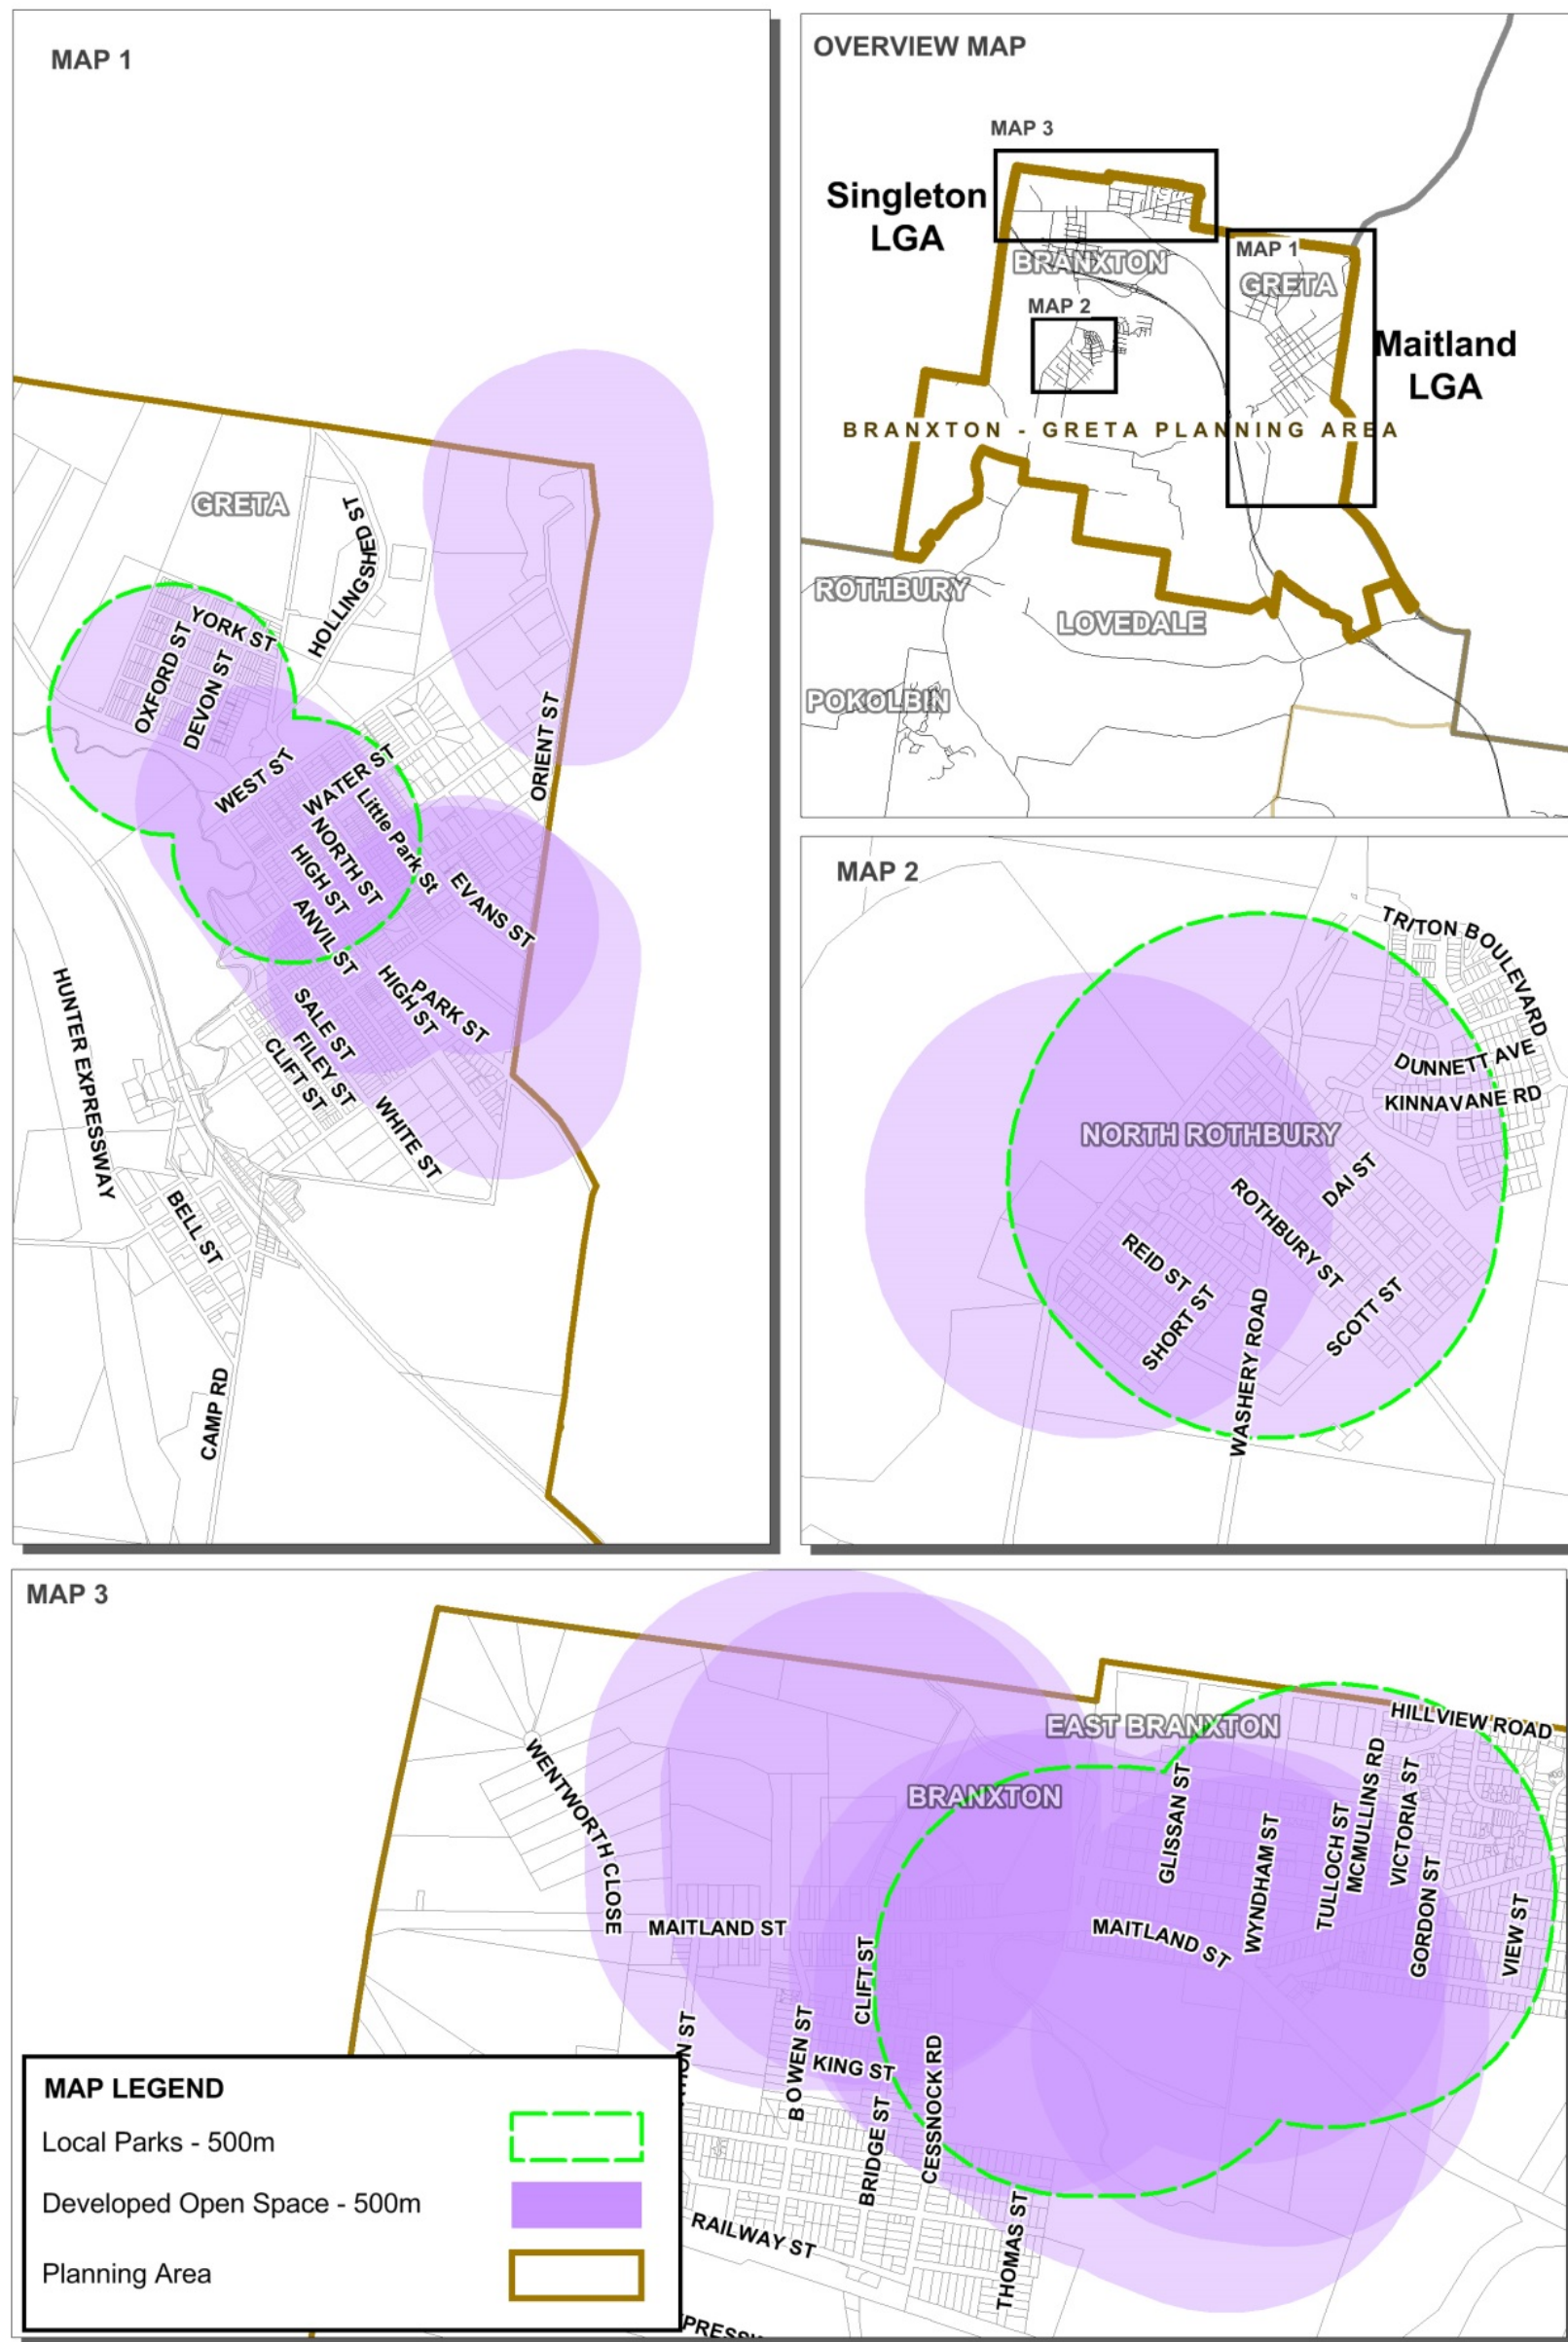 MAP 1
GRETA
HOLLINGSHED ST
YORK ST
OXFORD ST
DEVON ST
ORIENT ST
WEST ST
WATER ST
Little Park St
NORTH ST
HIGH ST
EVANS ST
ANVIL ST
HIGH ST
PARK ST
SALE ST
FILEY ST
CLIFT ST
HUNTER EXPRESSWAY
WHITE ST
BELL ST
CAMP RD
OVERVIEW MAP
MAP 3
Singleton
LGA
MAP 1
BRANXTON
GRETA
MAP 2
Maitland
LGA
BRANXTON - GRETA PLANNING AREA
ROTHBURY
LOVEDALE
POKOLBIN
MAP 2
TRITON BOULEVARD
DUNNETT AVE
KINNAVANE RD
NORTH ROTHBURY
DAI ST
ROTHBURY ST
REID ST
SHORT ST
SCOTT ST
WASHERY ROAD
MAP 3
HILLVIEW ROAD
EAST BRANXTON
BRANXTON
WENTWORTH CLOSE
GLISSAN ST
WYNDHAM ST
TULLOCH ST
MCMULLINS RD
VICTORIA ST
GORDON ST
VIEW ST
MAITLAND ST
MAITLAND ST
CLIFT ST
BOWEN ST
KING ST
BRIDGE ST
CESSNOCK RD
RAILWAY ST
THOMAS ST
MAP LEGEND
Local Parks - 500m
Developed Open Space - 500m
Planning Area